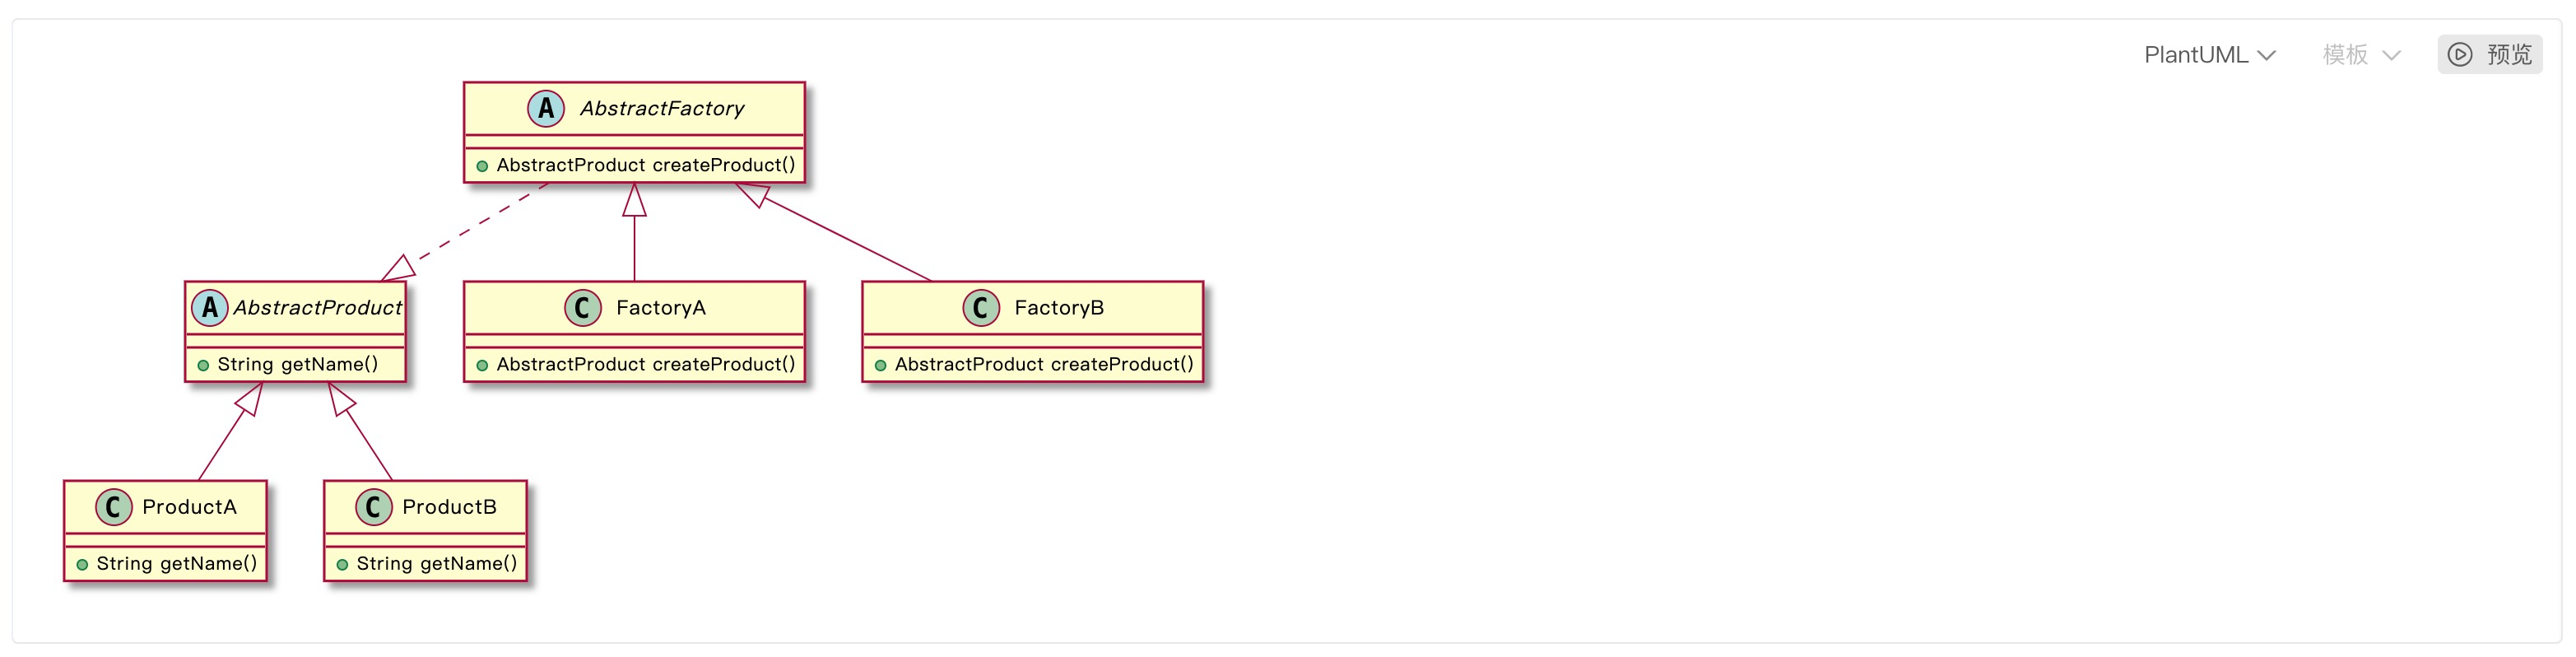 PlantUML 模板 预览
A AbstractFactory
AbstractProduct createProduct()
A AbstractProduct
String getName()
C FactoryA
AbstractProduct createProduct()
C FactoryB
AbstractProduct createProduct()
C ProductA
String getName()
C ProductB
String getName()